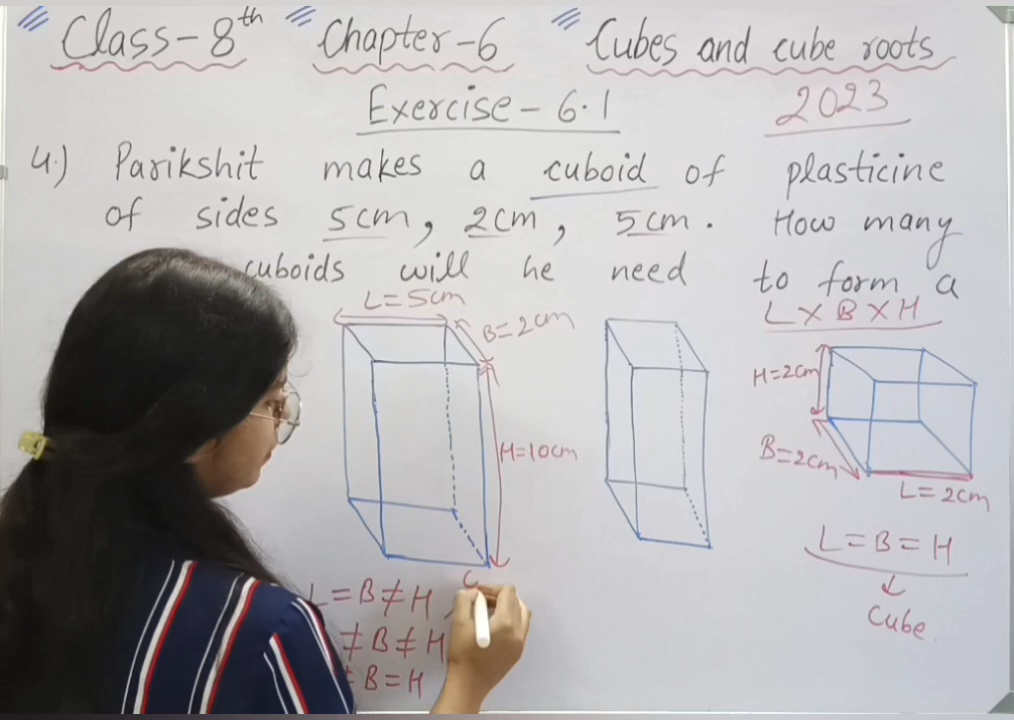 Class-8th Chapter-6 Cubes and cube roots
Exercise-6.1 2023
4.) Parikshit makes a cuboid of plasticine
of sides 5cm, 2cm, 5cm. How many
cuboids will he need to form a
L=5cm
B=2cm
H=10cm
L=B≠H
≠B≠H
B=H
L×B×H
H=2cm
B=2cm
L=2cm
L=B=H
Cube